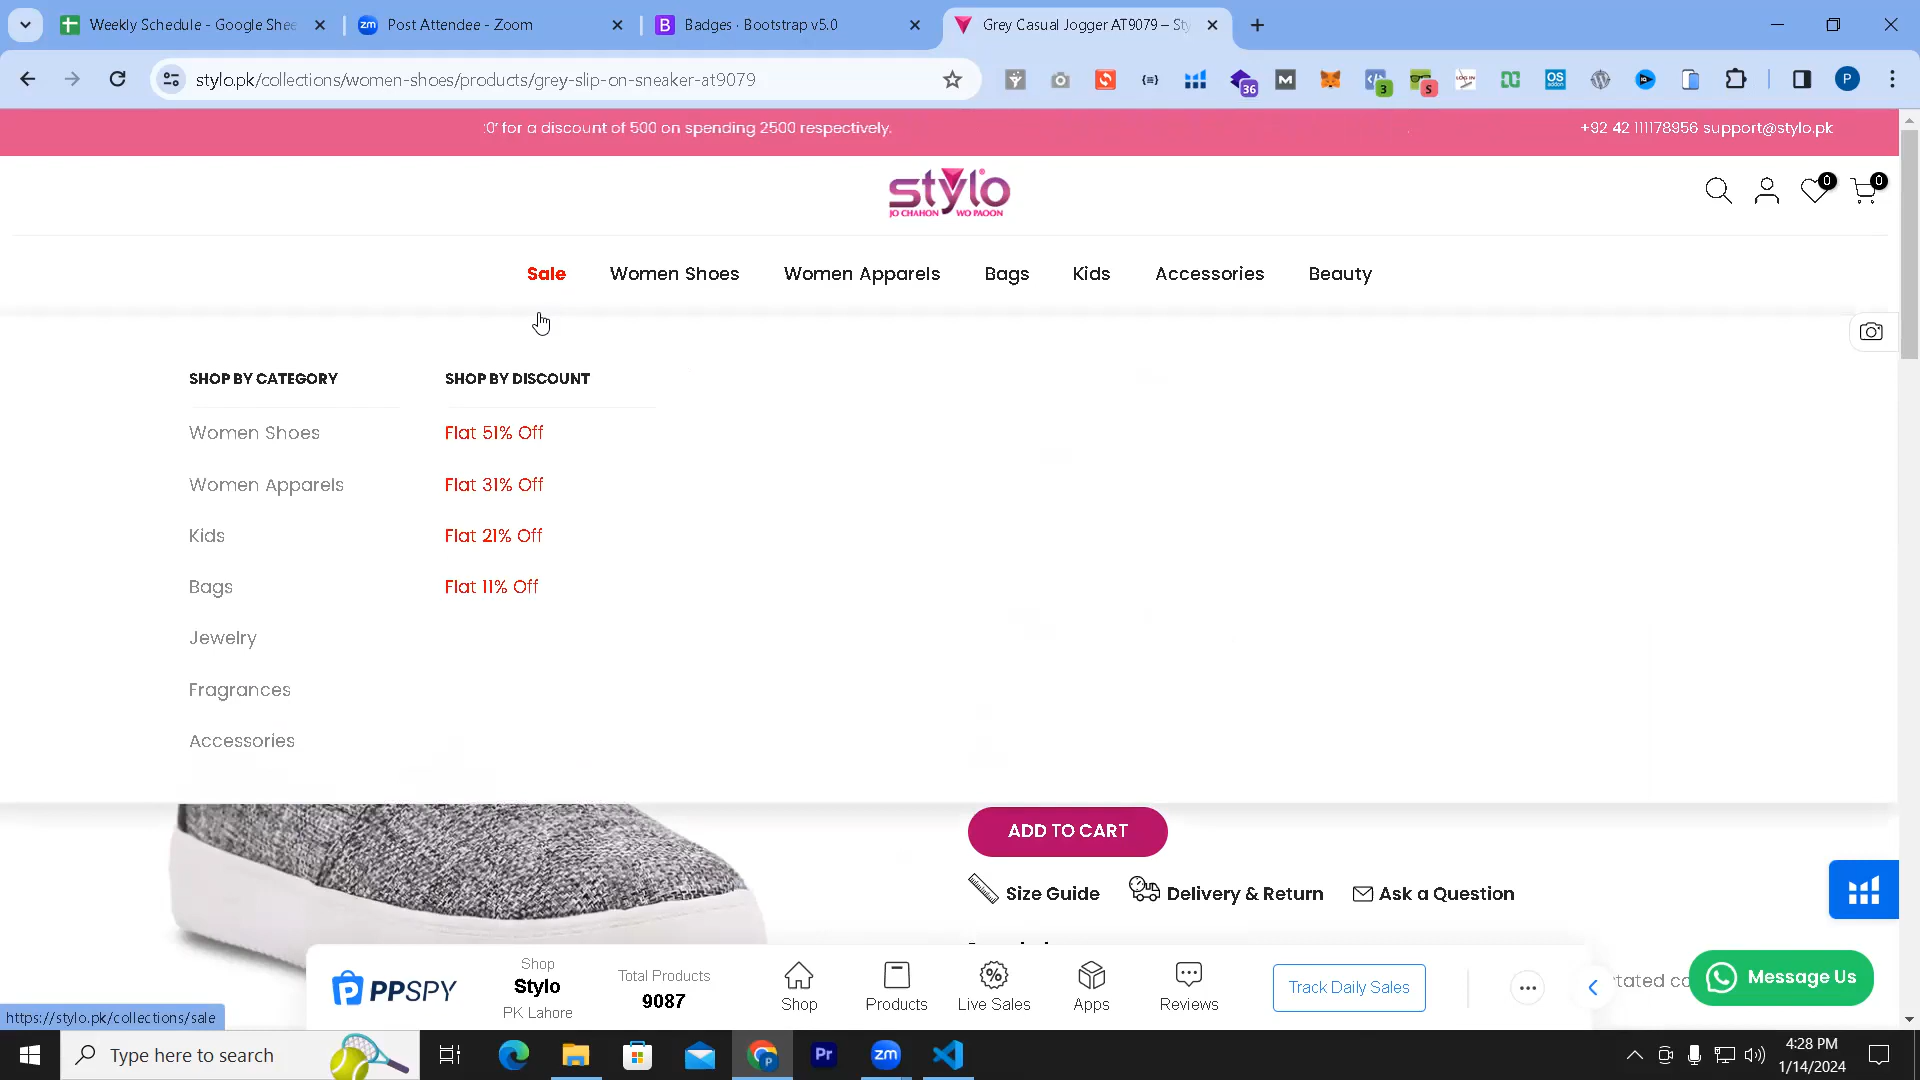 Weekly Schedule - Google Shee
Post Attendee - Zoom
Badges · Bootstrap v5.0
Grey Casual Jogger AT9079 – Sty
stylo.pk/collections/women-shoes/products/grey-slip-on-sneaker-at9079
36
3
S
P
0' for a discount of 500 on spending 2500 respectively.
+92 42 111178956 support@stylo.pk
stylo
JO CHAHON WO PAOON
0
0
Sale
Women Shoes
Women Apparels
Bags
Kids
Accessories
Beauty
SHOP BY CATEGORY
SHOP BY DISCOUNT
Women Shoes
Flat 51% Off
Women Apparels
Flat 31% Off
Kids
Flat 21% Off
Bags
Flat 11% Off
Jewelry
Fragrances
Accessories
ADD TO CART
Size Guide
Delivery & Return
Ask a Question
PPSPY
Shop
Stylo
PK Lahore
Total Products
9087
Shop
Products
Live Sales
Apps
Reviews
Track Daily Sales
Message Us
https://stylo.pk/collections/sale
Type here to search
4:28 PM
1/14/2024